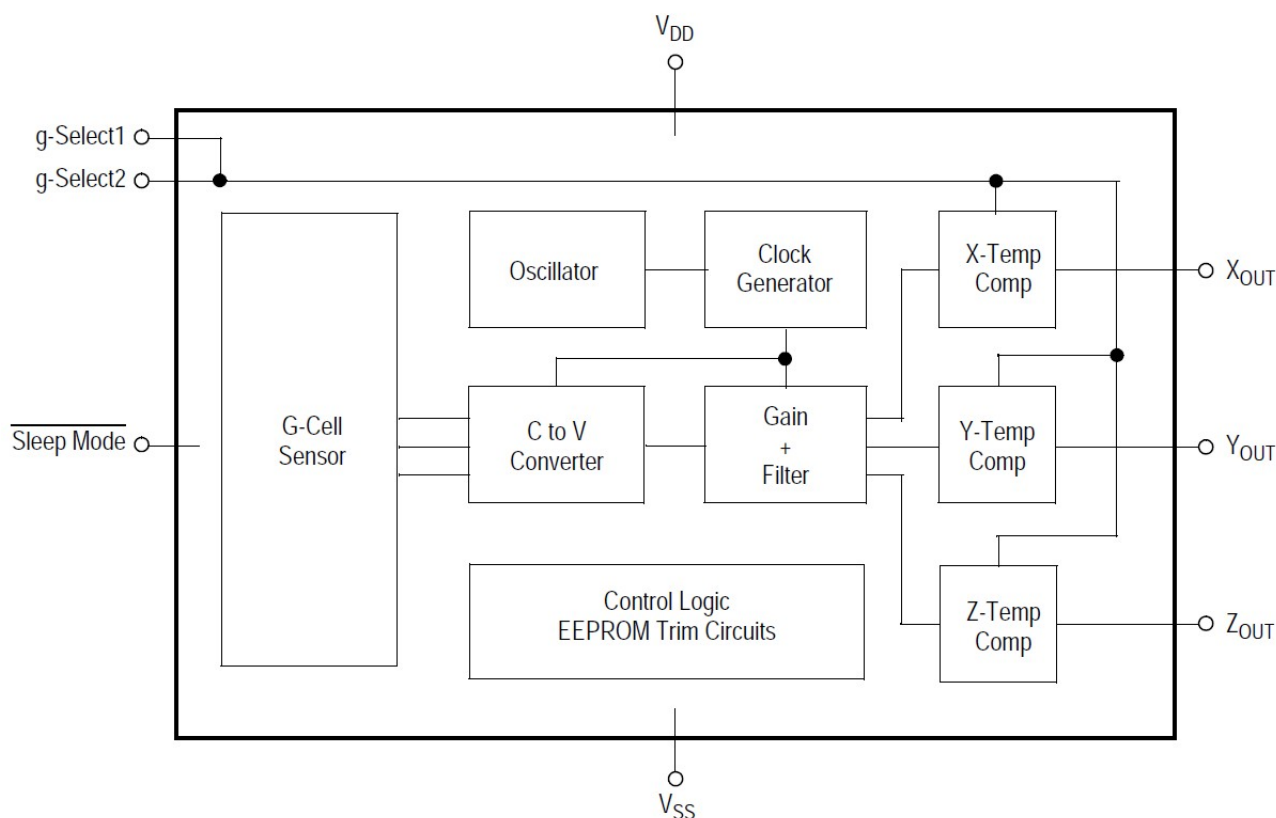 VDD
g-Select1
g-Select2
Oscillator
Clock
Generator
X-Temp
Comp
XOUT
Sleep Mode
G-Cell
Sensor
C to V
Converter
Gain
+
Filter
Y-Temp
Comp
YOUT
Control Logic
EEPROM Trim Circuits
Z-Temp
Comp
ZOUT
VSS